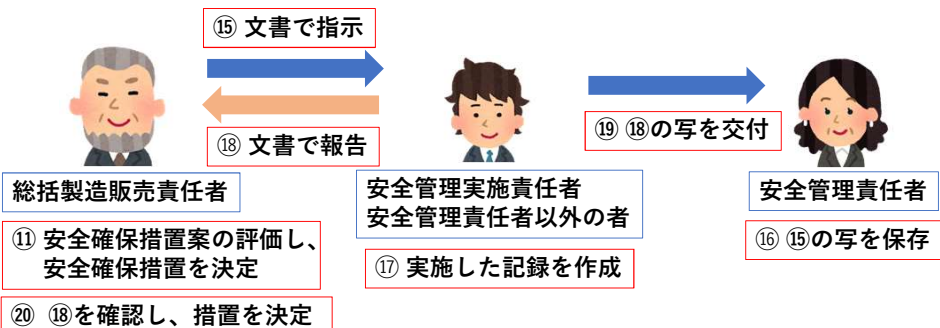 ⑮ 文書で指示
⑱ 文書で報告
⑲ ⑱の写を交付
総括製造販売責任者
安全管理実施責任者
安全管理責任者以外の者
安全管理責任者
⑪ 安全確保措置案の評価し、
安全確保措置を決定
⑰ 実施した記録を作成
⑯ ⑮の写を保存
⑳ ⑱を確認し、措置を決定